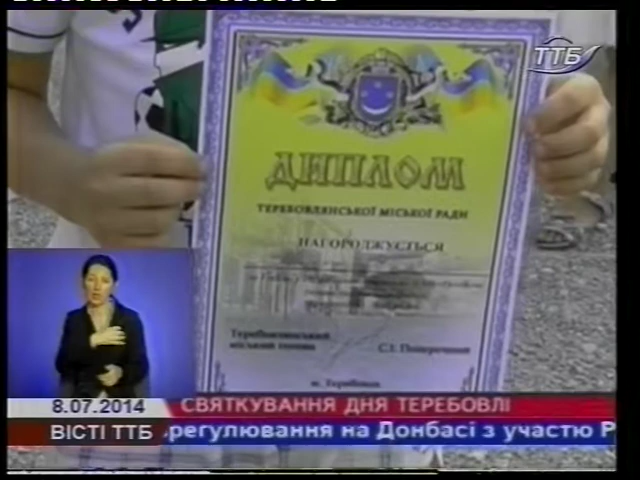 ТТБ
ДИПЛОМ
ТЕРЕБОВЛЯНСЬКОЇ МІСЬКОЇ РАДИ
НАГОРОДЖУЄТЬСЯ
Теребовлянський
міський голова
С.І. Поперечний
м. Теребовля
8.07.2014
СВЯТКУВАННЯ ДНЯ ТЕРЕБОВЛІ
ВІСТІ ТТБ
регулювання на Донбасі з участю Р